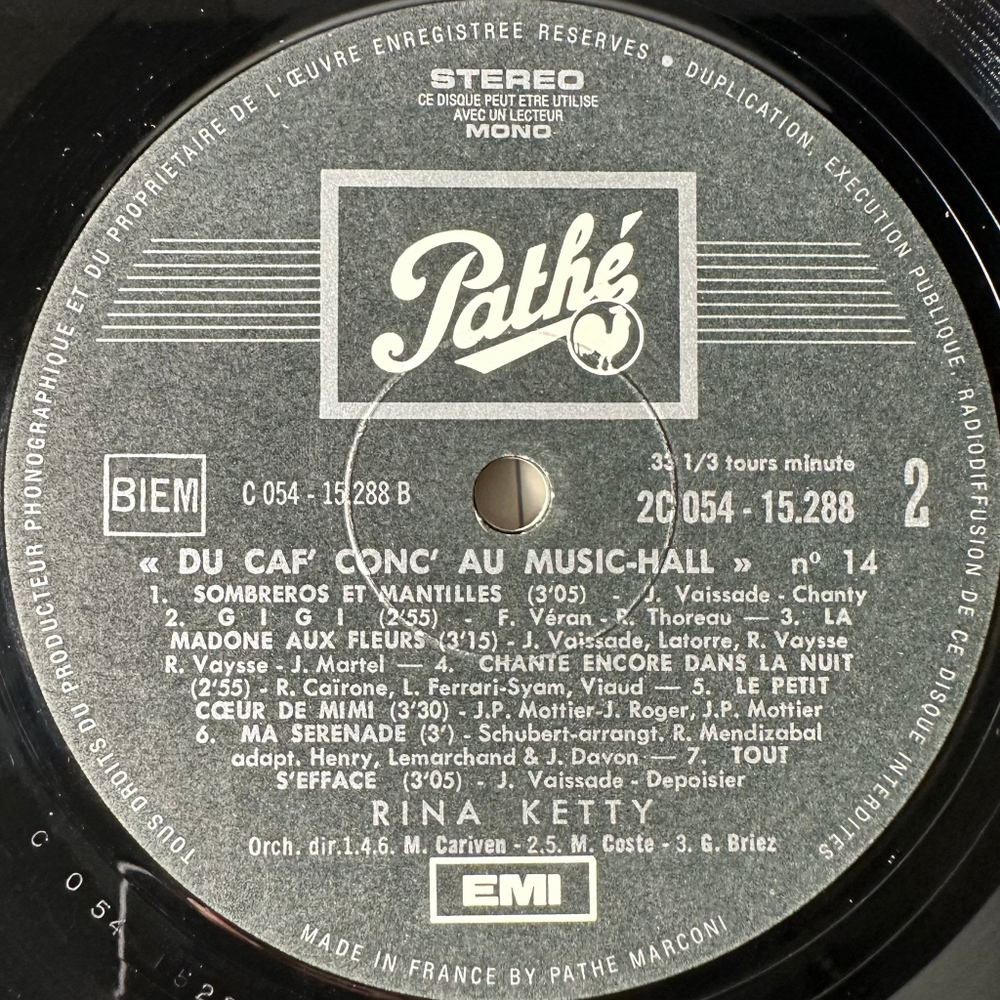 TOUS DROITS DU PRODUCTEUR PHONOGRAPHIQUE ET DU PROPRIETAIRE DE L'ŒUVRE ENREGISTREE RESERVES • DUPLICATION, EXECUTION PUBLIQUE, RADIODIFFUSION DE CE DISQUE INTERDITES
STEREO
CE DISQUE PEUT ETRE UTILISE
AVEC UN LECTEUR
MONO
Pathé
33 1/3 tours minute
BIEM C 054 - 15.288 B 2C 054 - 15.288 2
« DU CAF' CONC' AU MUSIC-HALL » nº 14
1. SOMBREROS ET MANTILLES (3'05) - J. Vaissade - Chanty
2. G I G I (2'55) - F. Véran - R. Thoreau — 3. LA
MADONE AUX FLEURS (3'15) - J. Vaissade, Latorre, R. Vaysse
R. Vaysse - J. Martel — 4. CHANTE ENCORE DANS LA NUIT
(2'55) - R. Caïrone, L. Ferrari-Syam, Viaud — 5. LE PETIT
CŒUR DE MIMI (3'30) - J.P. Mottier-J. Roger, J.P. Mottier
6. MA SERENADE (3') - Schubert-arrangt. R. Mendizabal
adapt. Henry, Lemarchand & J. Davon — 7. TOUT
S'EFFACE (3'05) - J. Vaissade - Depoisier
RINA KETTY
Orch. dir.1.4.6. M. Cariven - 2.5. M. Coste - 3. G. Briez
EMI
MADE IN FRANCE BY PATHE MARCONI
C 054